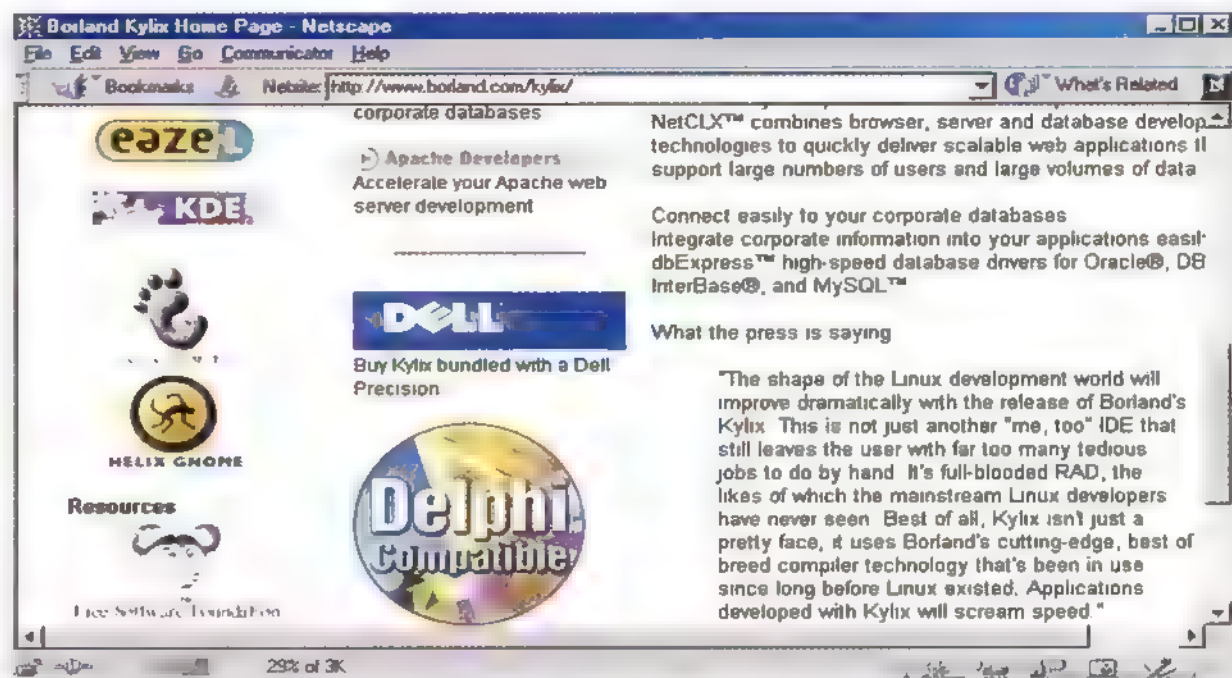 Borland Kylix Home Page - Netscape
File Edit View Go Communicator Help
Bookmarks Netsite: http://www.borland.com/kylix/ What's Related
eazel
KDE
HELIX GNOME
Resources
Free Software Foundation
corporate databases
Apache Developers
Accelerate your Apache web
server development
DELL
Buy Kylix bundled with a Dell
Precision
Delphi
Compatible
NetCLX™ combines browser, server and database develop
technologies to quickly deliver scalable web applications tl
support large numbers of users and large volumes of data
Connect easily to your corporate databases
Integrate corporate information into your applications easil
dbExpress™ high-speed database drivers for Oracle®, DB
InterBase®, and MySQL™
What the press is saying
"The shape of the Linux development world will
improve dramatically with the release of Borland's
Kylix. This is not just another "me, too" IDE that
still leaves the user with far too many tedious
jobs to do by hand. It's full-blooded RAD, the
likes of which the mainstream Linux developers
have never seen. Best of all, Kylix isn't just a
pretty face, it uses Borland's cutting-edge, best of
breed compiler technology that's been in use
since long before Linux existed. Applications
developed with Kylix will scream speed."
29% of 3K